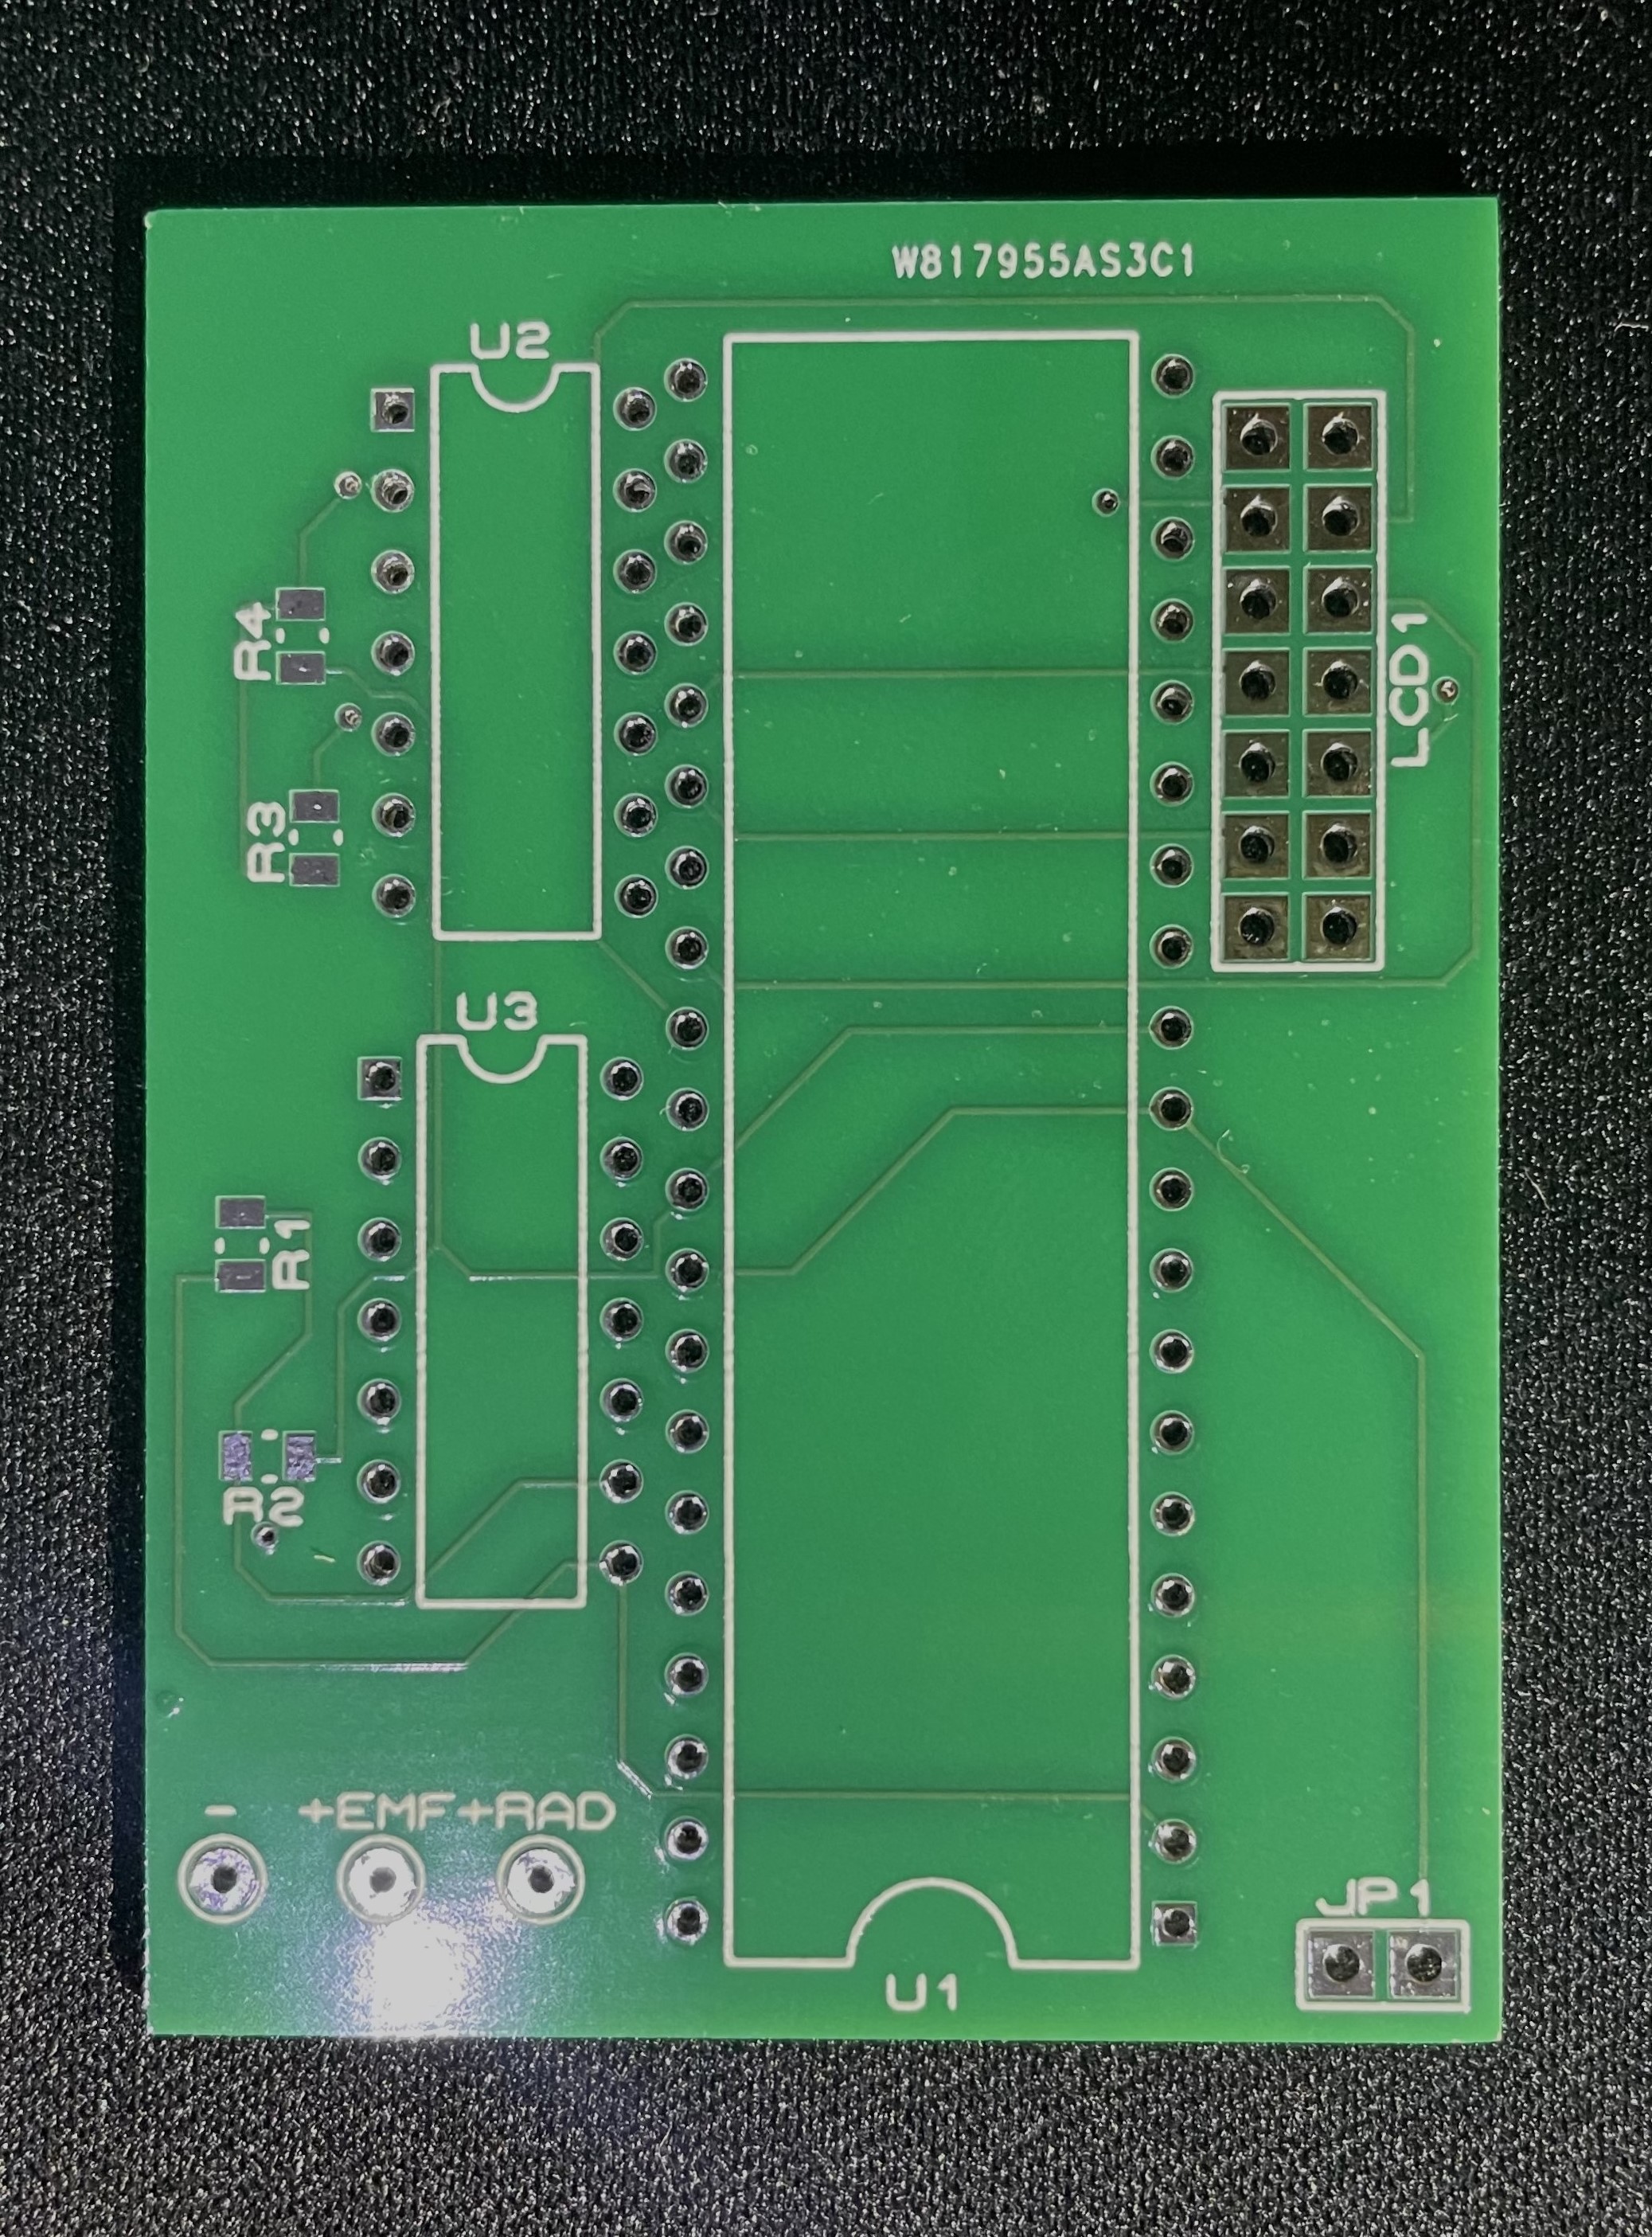 W817955AS3C1
U2
R4
LCD1
R3
U3
R1
R2
- +EMF+RAD
JP1
U1